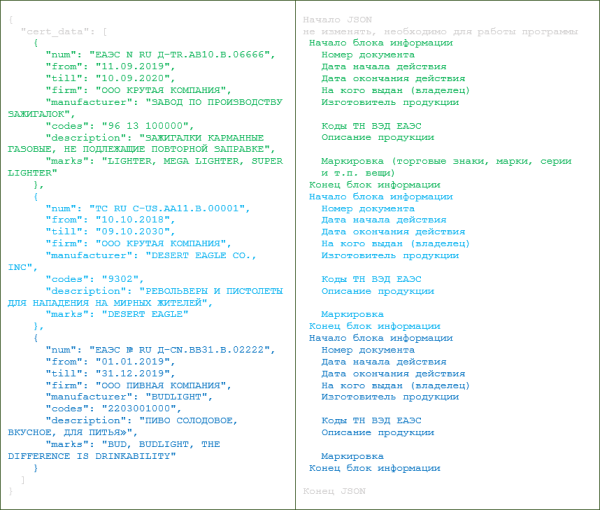 {
"cert_data": [
{
"num": "ЕАЭС N RU Д-TR.АВ10.В.06666",
"from": "11.09.2019",
"till": "10.09.2020",
"firm": "ООО КРУТАЯ КОМПАНИЯ",
"manufacturer": "ЗАВОД ПО ПРОИЗВОДСТВУ
ЗАЖИГАЛОК",
"codes": "96 13 100000",
"description": "ЗАЖИГАЛКИ КАРМАННЫЕ
ГАЗОВЫЕ, НЕ ПОДЛЕЖАЩИЕ ПОВТОРНОЙ ЗАПРАВКЕ",
"marks": "LIGHTER, MEGA LIGHTER, SUPER
LIGHTER"
},
{
"num": "ТС RU С-US.АА11.В.00001",
"from": "10.10.2018",
"till": "09.10.2030",
"firm": "ООО КРУТАЯ КОМПАНИЯ",
"manufacturer": "DESERT EAGLE CO.,
INC",
"codes": "9302",
"description": "РЕВОЛЬВЕРЫ И ПИСТОЛЕТЫ
ДЛЯ НАПАДЕНИЯ НА МИРНЫХ ЖИТЕЛЕЙ",
"marks": "DESERT EAGLE"
},
{
"num": "ЕАЭС № RU Д-CN.ВВ31.В.02222",
"from": "01.01.2019",
"till": "31.12.2019",
"firm": "ООО ПИВНАЯ КОМПАНИЯ",
"manufacturer": "BUDLIGHT",
"codes": "2203001000",
"description": "ПИВО СОЛОДОВОЕ,
ВКУСНОЕ, ДЛЯ ПИТЬЯ»",
"marks": "BUD, BUDLIGHT, THE
DIFFERENCE IS DRINKABILITY"
}
]
}
Начало JSON
не изменять, необходимо для работы программы
Начало блока информации
Номер документа
Дата начала действия
Дата окончания действия
На кого выдан (владелец)
Изготовитель продукции
Коды ТН ВЭД ЕАЭС
Описание продукции
Маркировка (торговые знаки, марки, серии
и т.п. вещи)
Конец блока информации
Начало блока информации
Номер документа
Дата начала действия
Дата окончания действия
На кого выдан (владелец)
Изготовитель продукции
Коды ТН ВЭД ЕАЭС
Описание продукции
Маркировка
Конец блока информации
Начало блока информации
Номер документа
Дата начала действия
Дата окончания действия
На кого выдан (владелец)
Изготовитель продукции
Коды ТН ВЭД ЕАЭС
Описание продукции
Маркировка
Конец блок информации
Конец JSON